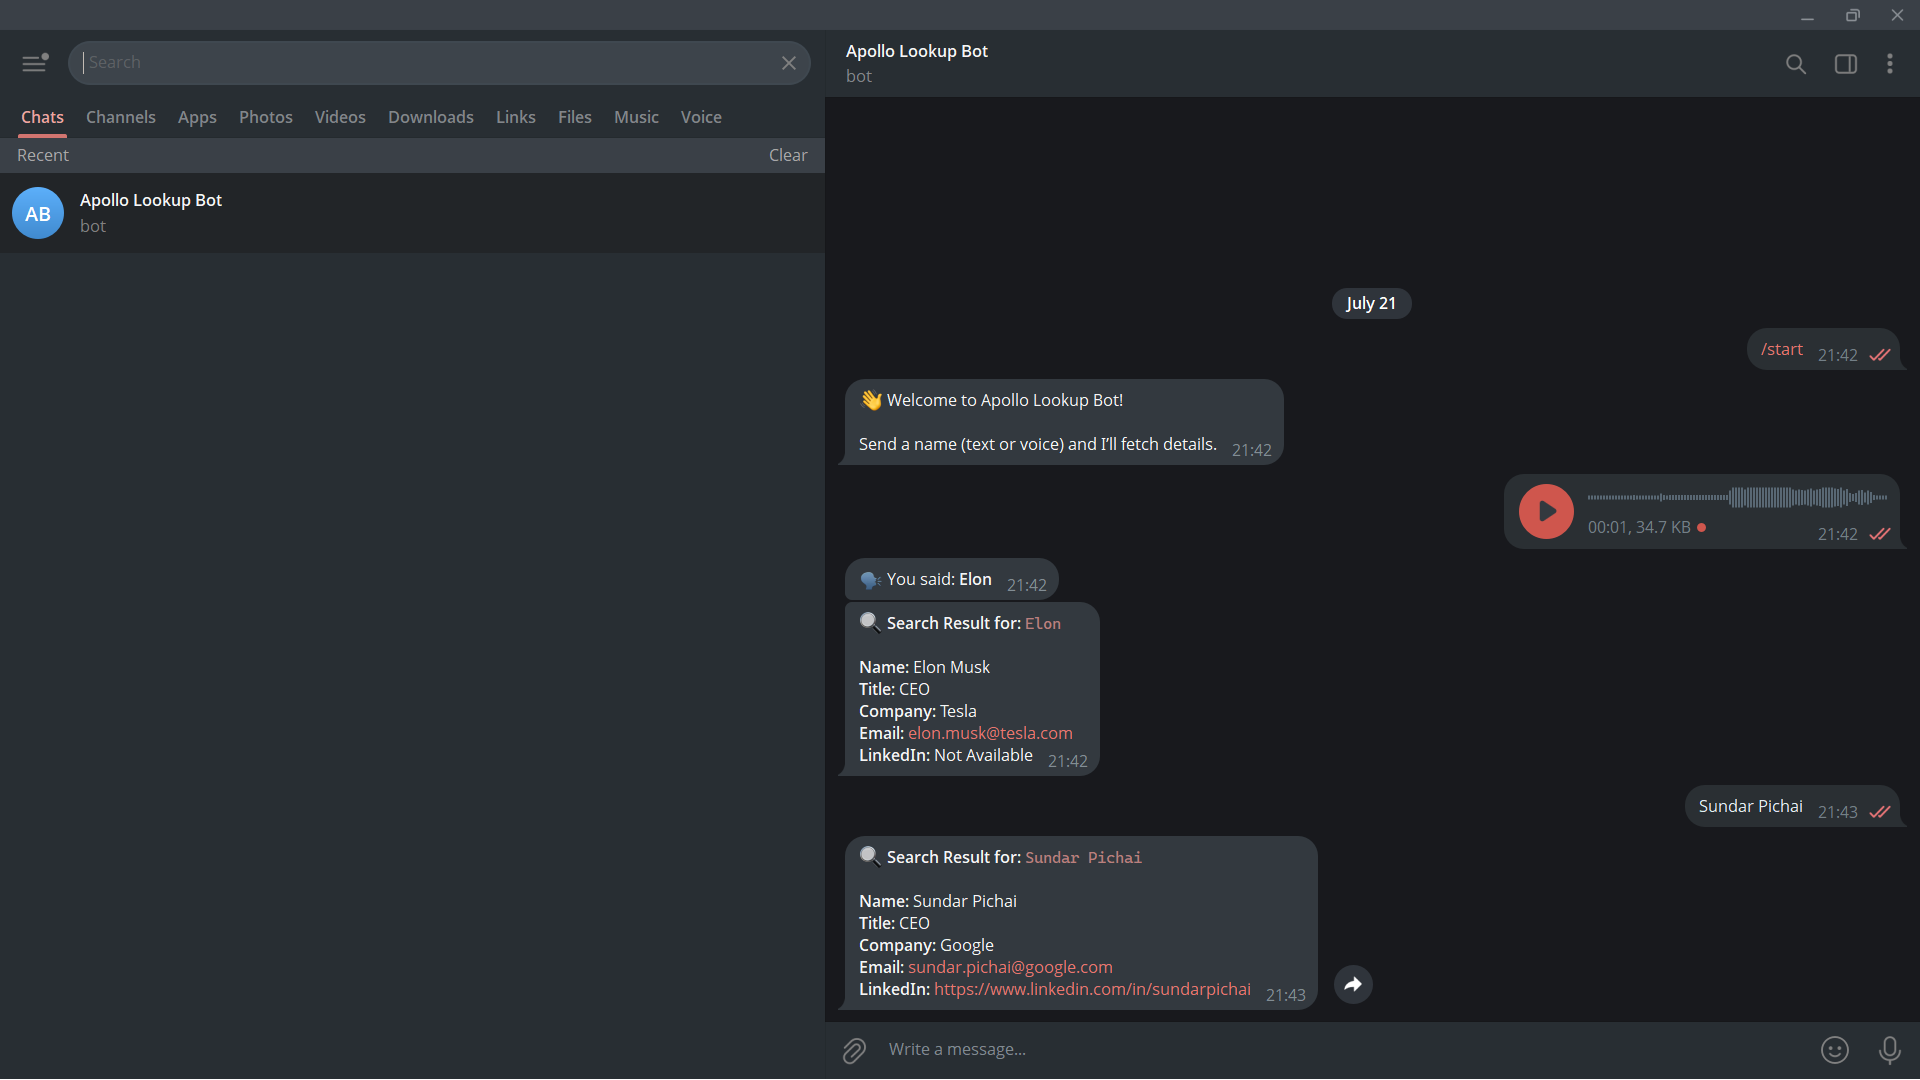 Search
Chats Channels Apps Photos Videos Downloads Links Files Music Voice
Recent Clear
AB
Apollo Lookup Bot
bot
Apollo Lookup Bot
bot
July 21
/start 21:42
👋 Welcome to Apollo Lookup Bot!
Send a name (text or voice) and I'll fetch details. 21:42
00:01, 34.7 KB 21:42
🗣 You said: Elon 21:42
🔍 Search Result for: Elon
Name: Elon Musk
Title: CEO
Company: Tesla
Email: elon.musk@tesla.com
LinkedIn: Not Available 21:42
Sundar Pichai 21:43
🔍 Search Result for: Sundar Pichai
Name: Sundar Pichai
Title: CEO
Company: Google
Email: sundar.pichai@google.com
LinkedIn: https://www.linkedin.com/in/sundarpichai 21:43
Write a message...